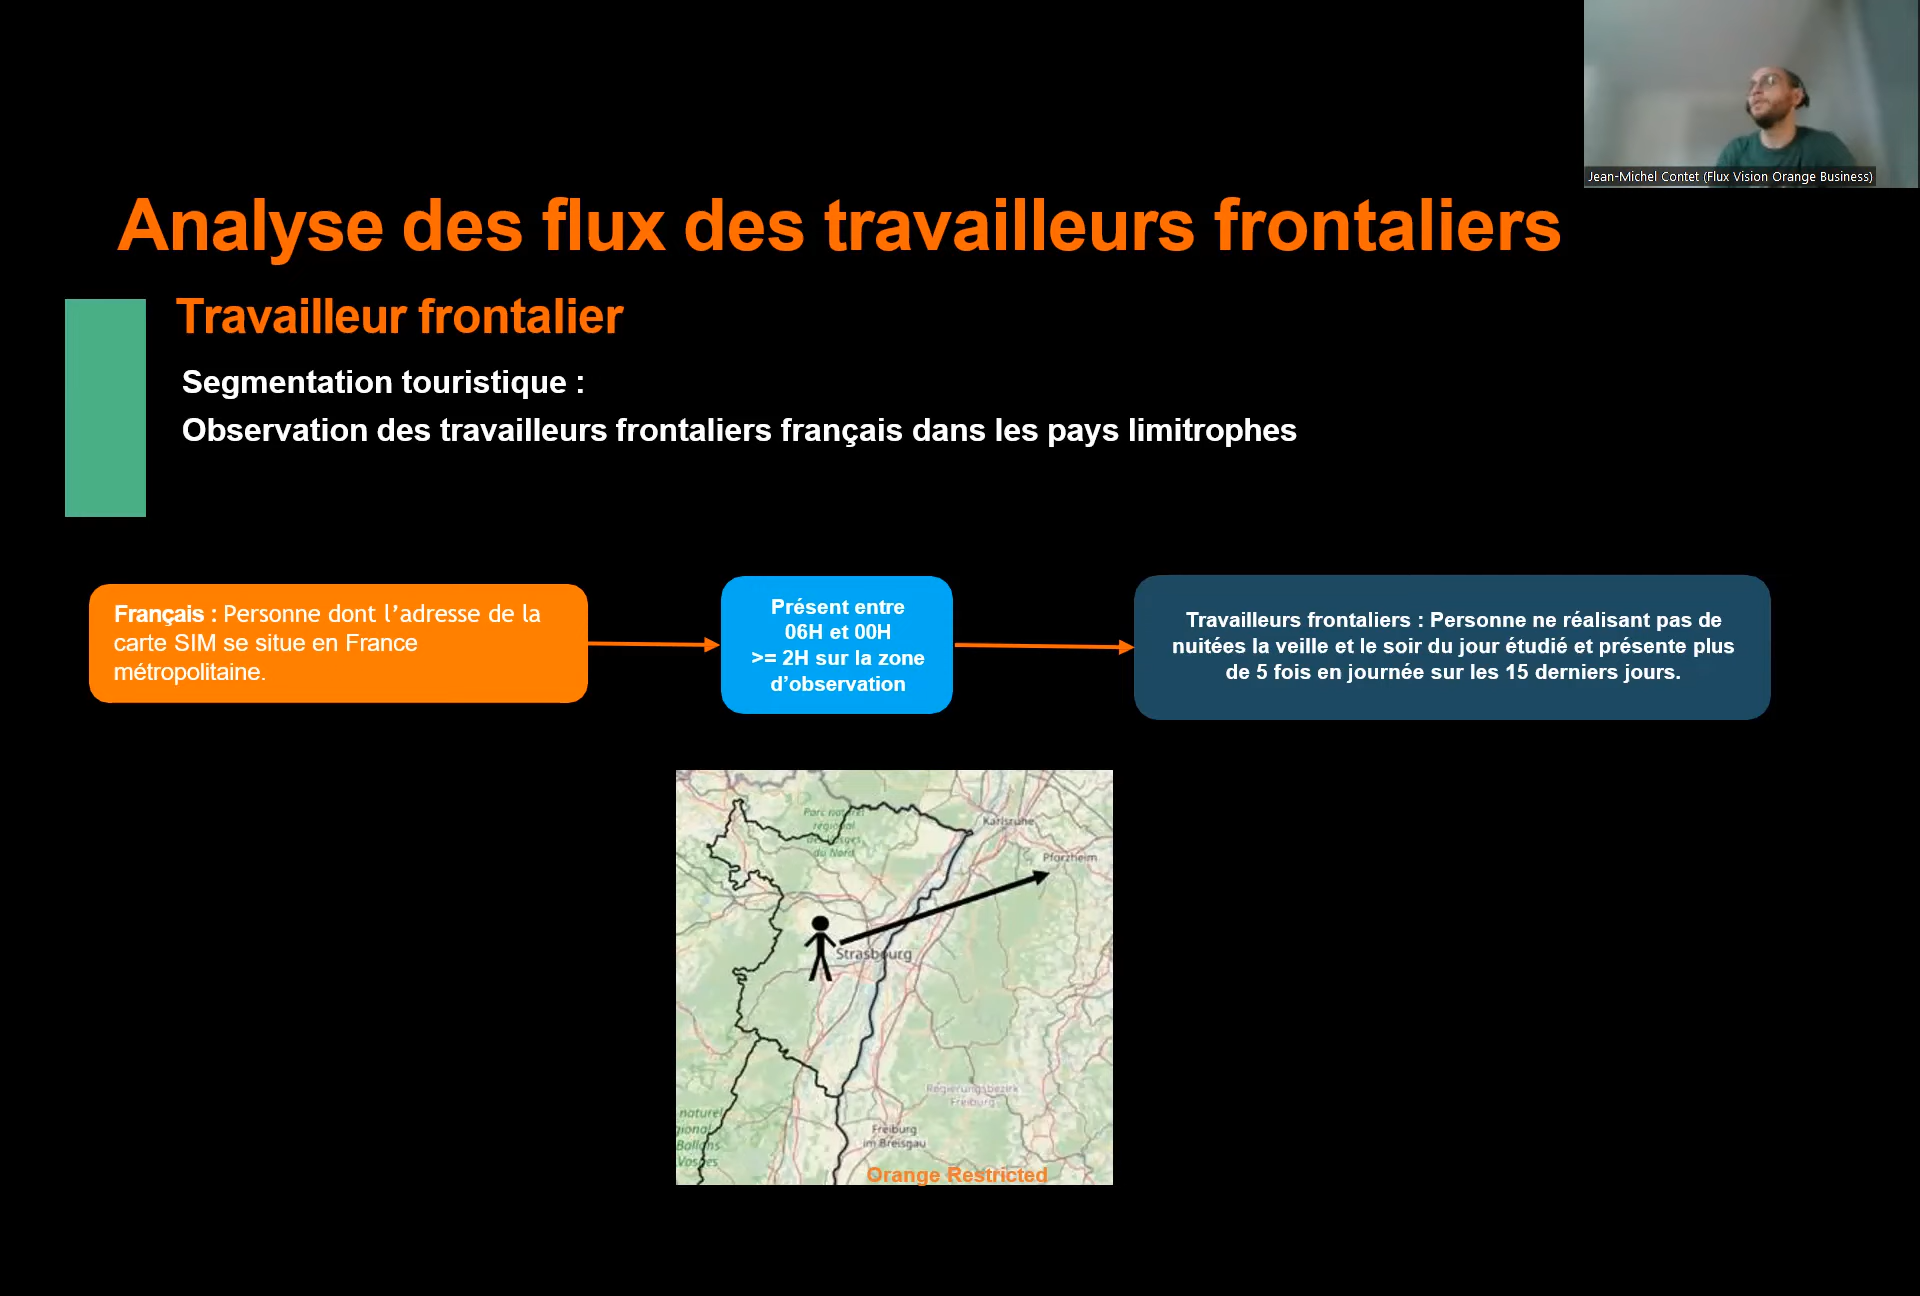 Jean-Michel Contet (Flux Vision Orange Business)
Analyse des flux des travailleurs frontaliers
Travailleur frontalier
Segmentation touristique :
Observation des travailleurs frontaliers français dans les pays limitrophes
Français : Personne dont l’adresse de la
carte SIM se situe en France
métropolitaine.
Présent entre
06H et 00H
>= 2H sur la zone
d’observation
Travailleurs frontaliers : Personne ne réalisant pas de
nuitées la veille et le soir du jour étudié et présente plus
de 5 fois en journée sur les 15 derniers jours.
Parc naturel
régional
des Vosges
du Nord
Karlsruhe
Pforzheim
Strasbourg
Regierungsbezirk
Freiburg
naturel
gional
Ballons
Vosges
Freiburg
im Breisgau
Orange Restricted